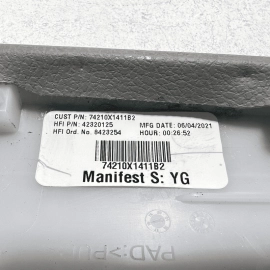 CUST P/N: 74210X1411B2
HFI P/N: 42320125 MFG DATE: 05/04/2021
HFI Ord. No. 8423254 HOUR: 00:26:52
74210X1411B2
Manifest S: YG